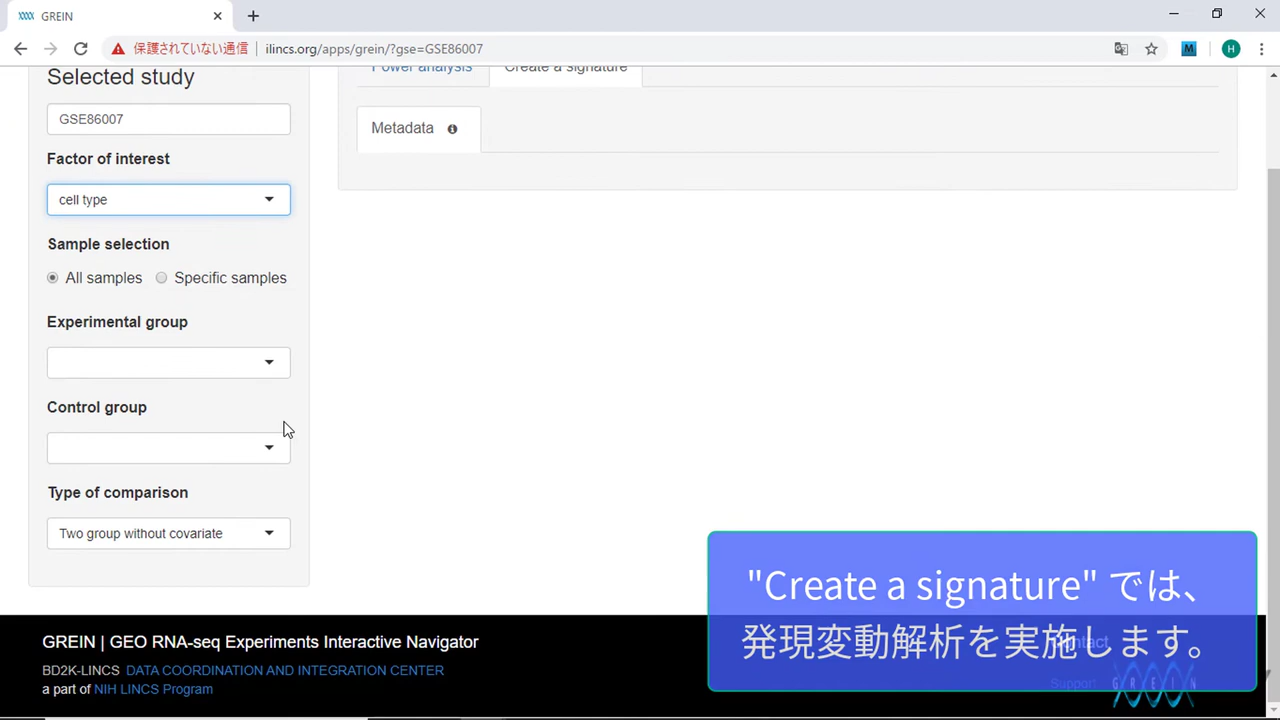 GREIN
保護されていない通信
ilincs.org/apps/grein/?gse=GSE86007
M
H
Selected study
GSE86007
Factor of interest
cell type
Sample selection
All samples
Specific samples
Experimental group
Control group
Type of comparison
Two group without covariate
Power analysis
Create a signature
Metadata
"Create a signature" では、
発現変動解析を実施します。
GREIN | GEO RNA-seq Experiments Interactive Navigator
BD2K-LINCS DATA COORDINATION AND INTEGRATION CENTER
a part of NIH LINCS Program
Contact
Support
GREIN